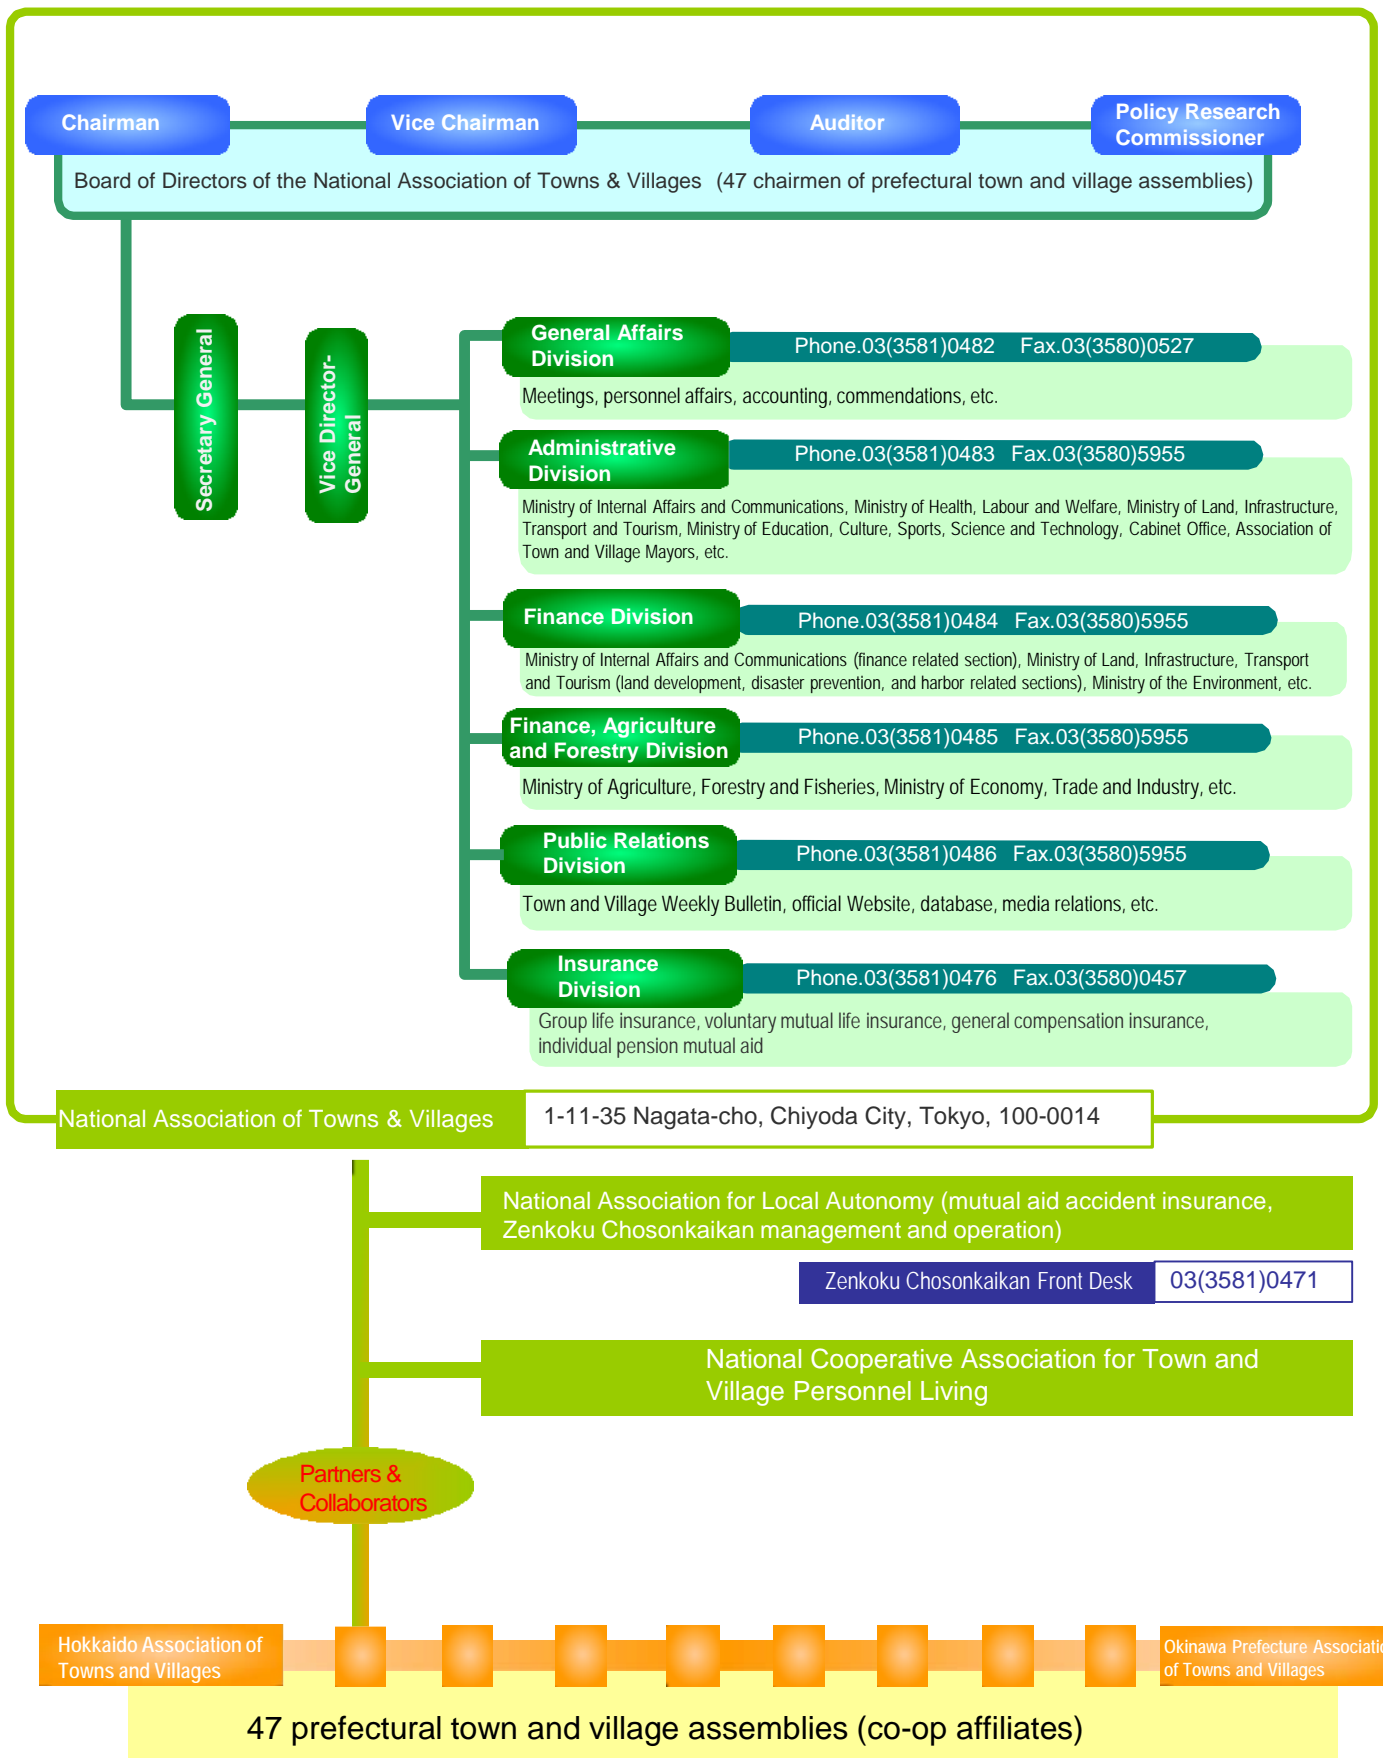 Chairman
Vice Chairman
Auditor
Policy Research
Commissioner
Board of Directors of the National Association of Towns & Villages (47 chairmen of prefectural town and village assemblies)
Secretary General
Vice Director-
General
General Affairs
Division
Phone.03(3581)0482 Fax.03(3580)0527
Meetings, personnel affairs, accounting, commendations, etc.
Administrative
Division
Phone.03(3581)0483 Fax.03(3580)5955
Ministry of Internal Affairs and Communications, Ministry of Health, Labour and Welfare, Ministry of Land, Infrastructure,
Transport and Tourism, Ministry of Education, Culture, Sports, Science and Technology, Cabinet Office, Association of
Town and Village Mayors, etc.
Finance Division
Phone.03(3581)0484 Fax.03(3580)5955
Ministry of Internal Affairs and Communications (finance related section), Ministry of Land, Infrastructure, Transport
and Tourism (land development, disaster prevention, and harbor related sections), Ministry of the Environment, etc.
Finance, Agriculture
and Forestry Division
Phone.03(3581)0485 Fax.03(3580)5955
Ministry of Agriculture, Forestry and Fisheries, Ministry of Economy, Trade and Industry, etc.
Public Relations
Division
Phone.03(3581)0486 Fax.03(3580)5955
Town and Village Weekly Bulletin, official Website, database, media relations, etc.
Insurance
Division
Phone.03(3581)0476 Fax.03(3580)0457
Group life insurance, voluntary mutual life insurance, general compensation insurance,
individual pension mutual aid
National Association of Towns & Villages
1-11-35 Nagata-cho, Chiyoda City, Tokyo, 100-0014
National Association for Local Autonomy (mutual aid accident insurance,
Zenkoku Chosonkaikan management and operation)
Zenkoku Chosonkaikan Front Desk
03(3581)0471
National Cooperative Association for Town and
Village Personnel Living
Partners &
Collaborators
Hokkaido Association of
Towns and Villages
Okinawa Prefecture Associatio
of Towns and Villages
47 prefectural town and village assemblies (co-op affiliates)